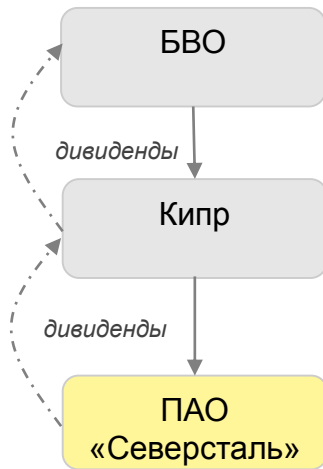 БВО
дивиденды
Кипр
дивиденды
ПАО
«Северсталь»